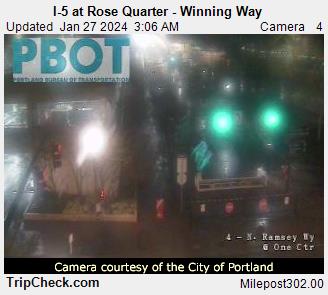 I-5 at Rose Quarter - Winning Way
Updated Jan 27 2024 3:06 AM Camera 4
PBOT
PORTLAND BUREAU OF TRANSPORTATION
4 - N. Ramsey Wy
@ One Ctr
Camera courtesy of the City of Portland
TripCheck.com Milepost302.00